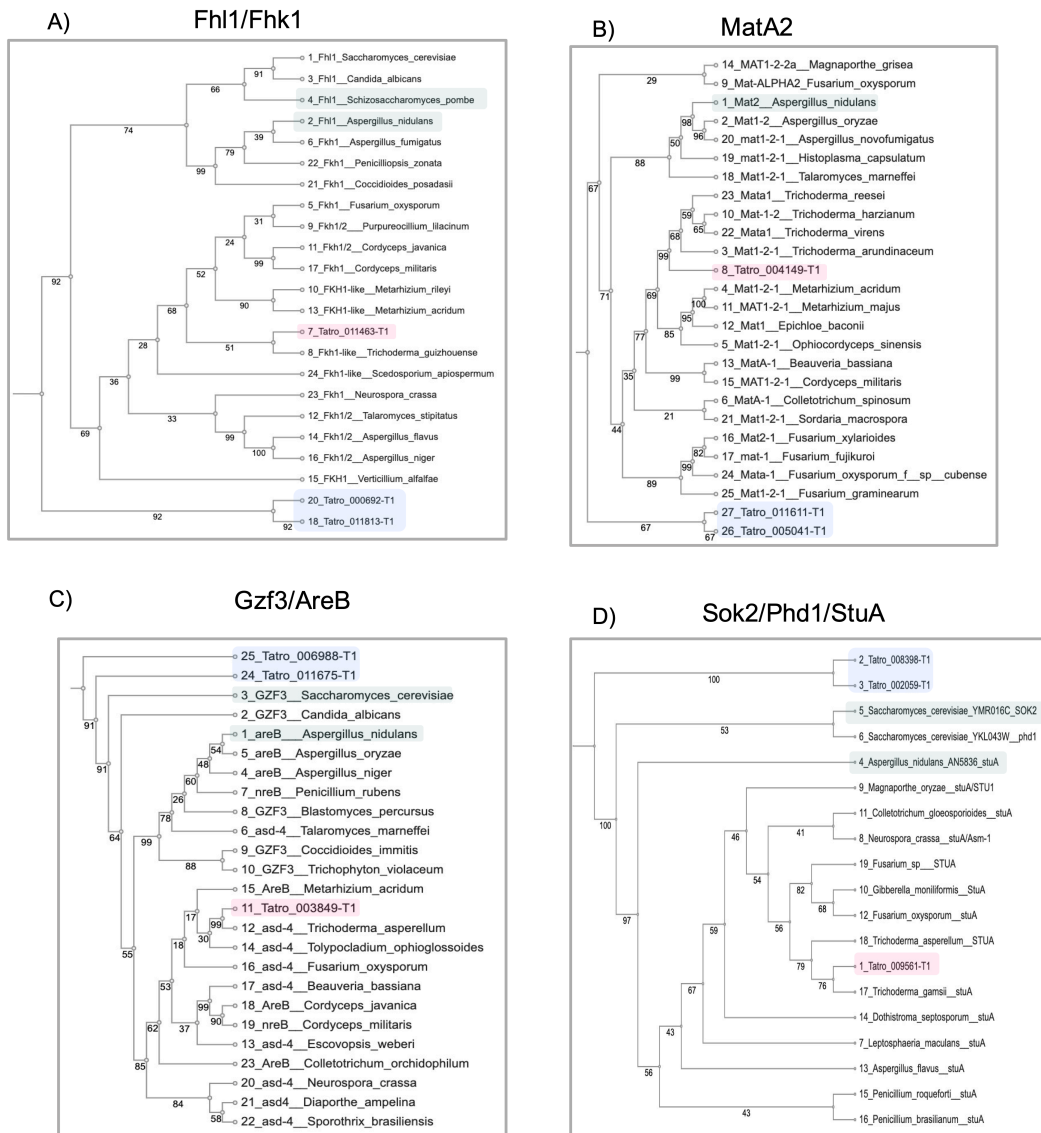 A)
Fhl1/Fhk1
1_Fhl1_Saccharomyces_cerevisiae
91
3_Fhl1__Candida_albicans
66
4_Fhl1__Schizosaccharomyces_pombe
74
2_Fhl1__Aspergillus_nidulans
39
6_Fkh1__Aspergillus_fumigatus
79
22_Fkh1__Penicilliopsis_zonata
99
21_Fkh1__Coccidioides_posadasii
5_Fkh1__Fusarium_oxysporum
31
9_Fkh1/2__Purpureocillium_lilacinum
24
11_Fkh1/2__Cordyceps_javanica
99
17_Fkh1__Cordyceps_militaris
52
92
10_FKH1-like__Metarhizium_rileyi
90
13_FKH1-like__Metarhizium_acridum
68
7_Tatro_011463-T1
51
28
8_Fkh1-like__Trichoderma_guizhouense
24_Fkh1-like__Scedosporium_apiospermum
36
23_Fkh1__Neurospora_crassa
33
12_Fkh1/2__Talaromyces_stipitatus
99
69
14_Fkh1/2__Aspergillus_flavus
100
16_Fkh1/2__Aspergillus_niger
15_FKH1__Verticillium_alfalfae
20_Tatro_000692-T1
92
18_Tatro_011813-T1
92
B)
MatA2
14_MAT1-2-2a__Magnaporthe_grisea
29
9_Mat-ALPHA2_Fusarium_oxysporum
1_Mat2__Aspergillus_nidulans
98
2_Mat1-2__Aspergillus_oryzae
96
20_mat1-2-1__Aspergillus_novofumigatus
50
19_mat1-2-1__Histoplasma_capsulatum
88
18_Mat1-2-1__Talaromyces_marneffei
67
23_Mata1__Trichoderma_reesei
59
10_Mat-1-2__Trichoderma_harzianum
65
22_Mata1__Trichoderma_virens
68
3_Mat1-2-1__Trichoderma_arundinaceum
99
8_Tatro_004149-T1
71
69
4_Mat1-2-1__Metarhizium_acridum
100
11_MAT1-2-1__Metarhizium_majus
95
12_Mat1__Epichloe_baconii
85
77
5_Mat1-2-1__Ophiocordyceps_sinensis
13_MatA-1__Beauveria_bassiana
99
35
15_MAT1-2-1__Cordyceps_militaris
6_MatA-1__Colletotrichum_spinosum
21
21_Mat1-2-1__Sordaria_macrospora
44
16_Mat2-1__Fusarium_xylarioides
82
17_mat-1__Fusarium_fujikuroi
99
24_Mata-1__Fusarium_oxysporum_f__sp__cubense
89
25_Mat1-2-1__Fusarium_graminearum
27_Tatro_011611-T1
67
26_Tatro_005041-T1
67
C)
Gzf3/AreB
25_Tatro_006988-T1
24_Tatro_011675-T1
3_GZF3__Saccharomyces_cerevisiae
91
2_GZF3__Candida_albicans
1_areB__Aspergillus_nidulans
54
5_areB__Aspergillus_oryzae
48
91
4_areB__Aspergillus_niger
60
7_nreB__Penicillium_rubens
26
8_GZF3__Blastomyces_percursus
78
6_asd-4__Talaromyces_marneffei
64
99
9_GZF3__Coccidioides_immitis
88
10_GZF3__Trichophyton_violaceum
15_AreB__Metarhizium_acridum
17
11_Tatro_003849-T1
99
12_asd-4__Trichoderma_asperellum
30
14_asd-4__Tolypocladium_ophioglossoides
18
55
16_asd-4__Fusarium_oxysporum
53
17_asd-4__Beauveria_bassiana
99
18_AreB__Cordyceps_javanica
90
19_nreB__Cordyceps_militaris
62
37
13_asd-4__Escovopsis_weberi
23_AreB__Colletotrichum_orchidophilum
85
20_asd-4__Neurospora_crassa
84
21_asd4__Diaporthe_ampelina
58
22_asd-4__Sporothrix_brasiliensis
D)
Sok2/Phd1/StuA
2_Tatro_008398-T1
100
3_Tatro_002059-T1
5_Saccharomyces_cerevisiae_YMR016C_SOK2
53
6_Saccharomyces_cerevisiae_YKL043W__phd1
4_Aspergillus_nidulans_AN5836_stuA
9_Magnaporthe_oryzae__stuA/STU1
11_Colletotrichum_gloeosporioides__stuA
100
46
41
8_Neurospora_crassa__stuA/Asm-1
19_Fusarium_sp___STUA
54
82
10_Gibberella_moniliformis__StuA
68
12_Fusarium_oxysporum__stuA
97
56
59
18_Trichoderma_asperellum__STUA
79
1_Tatro_009561-T1
76
17_Trichoderma_gamsii__stuA
67
14_Dothistroma_septosporum__stuA
43
7_Leptosphaeria_maculans__stuA
56
13_Aspergillus_flavus__stuA
15_Penicillium_roqueforti__stuA
43
16_Penicillium_brasilianum__stuA